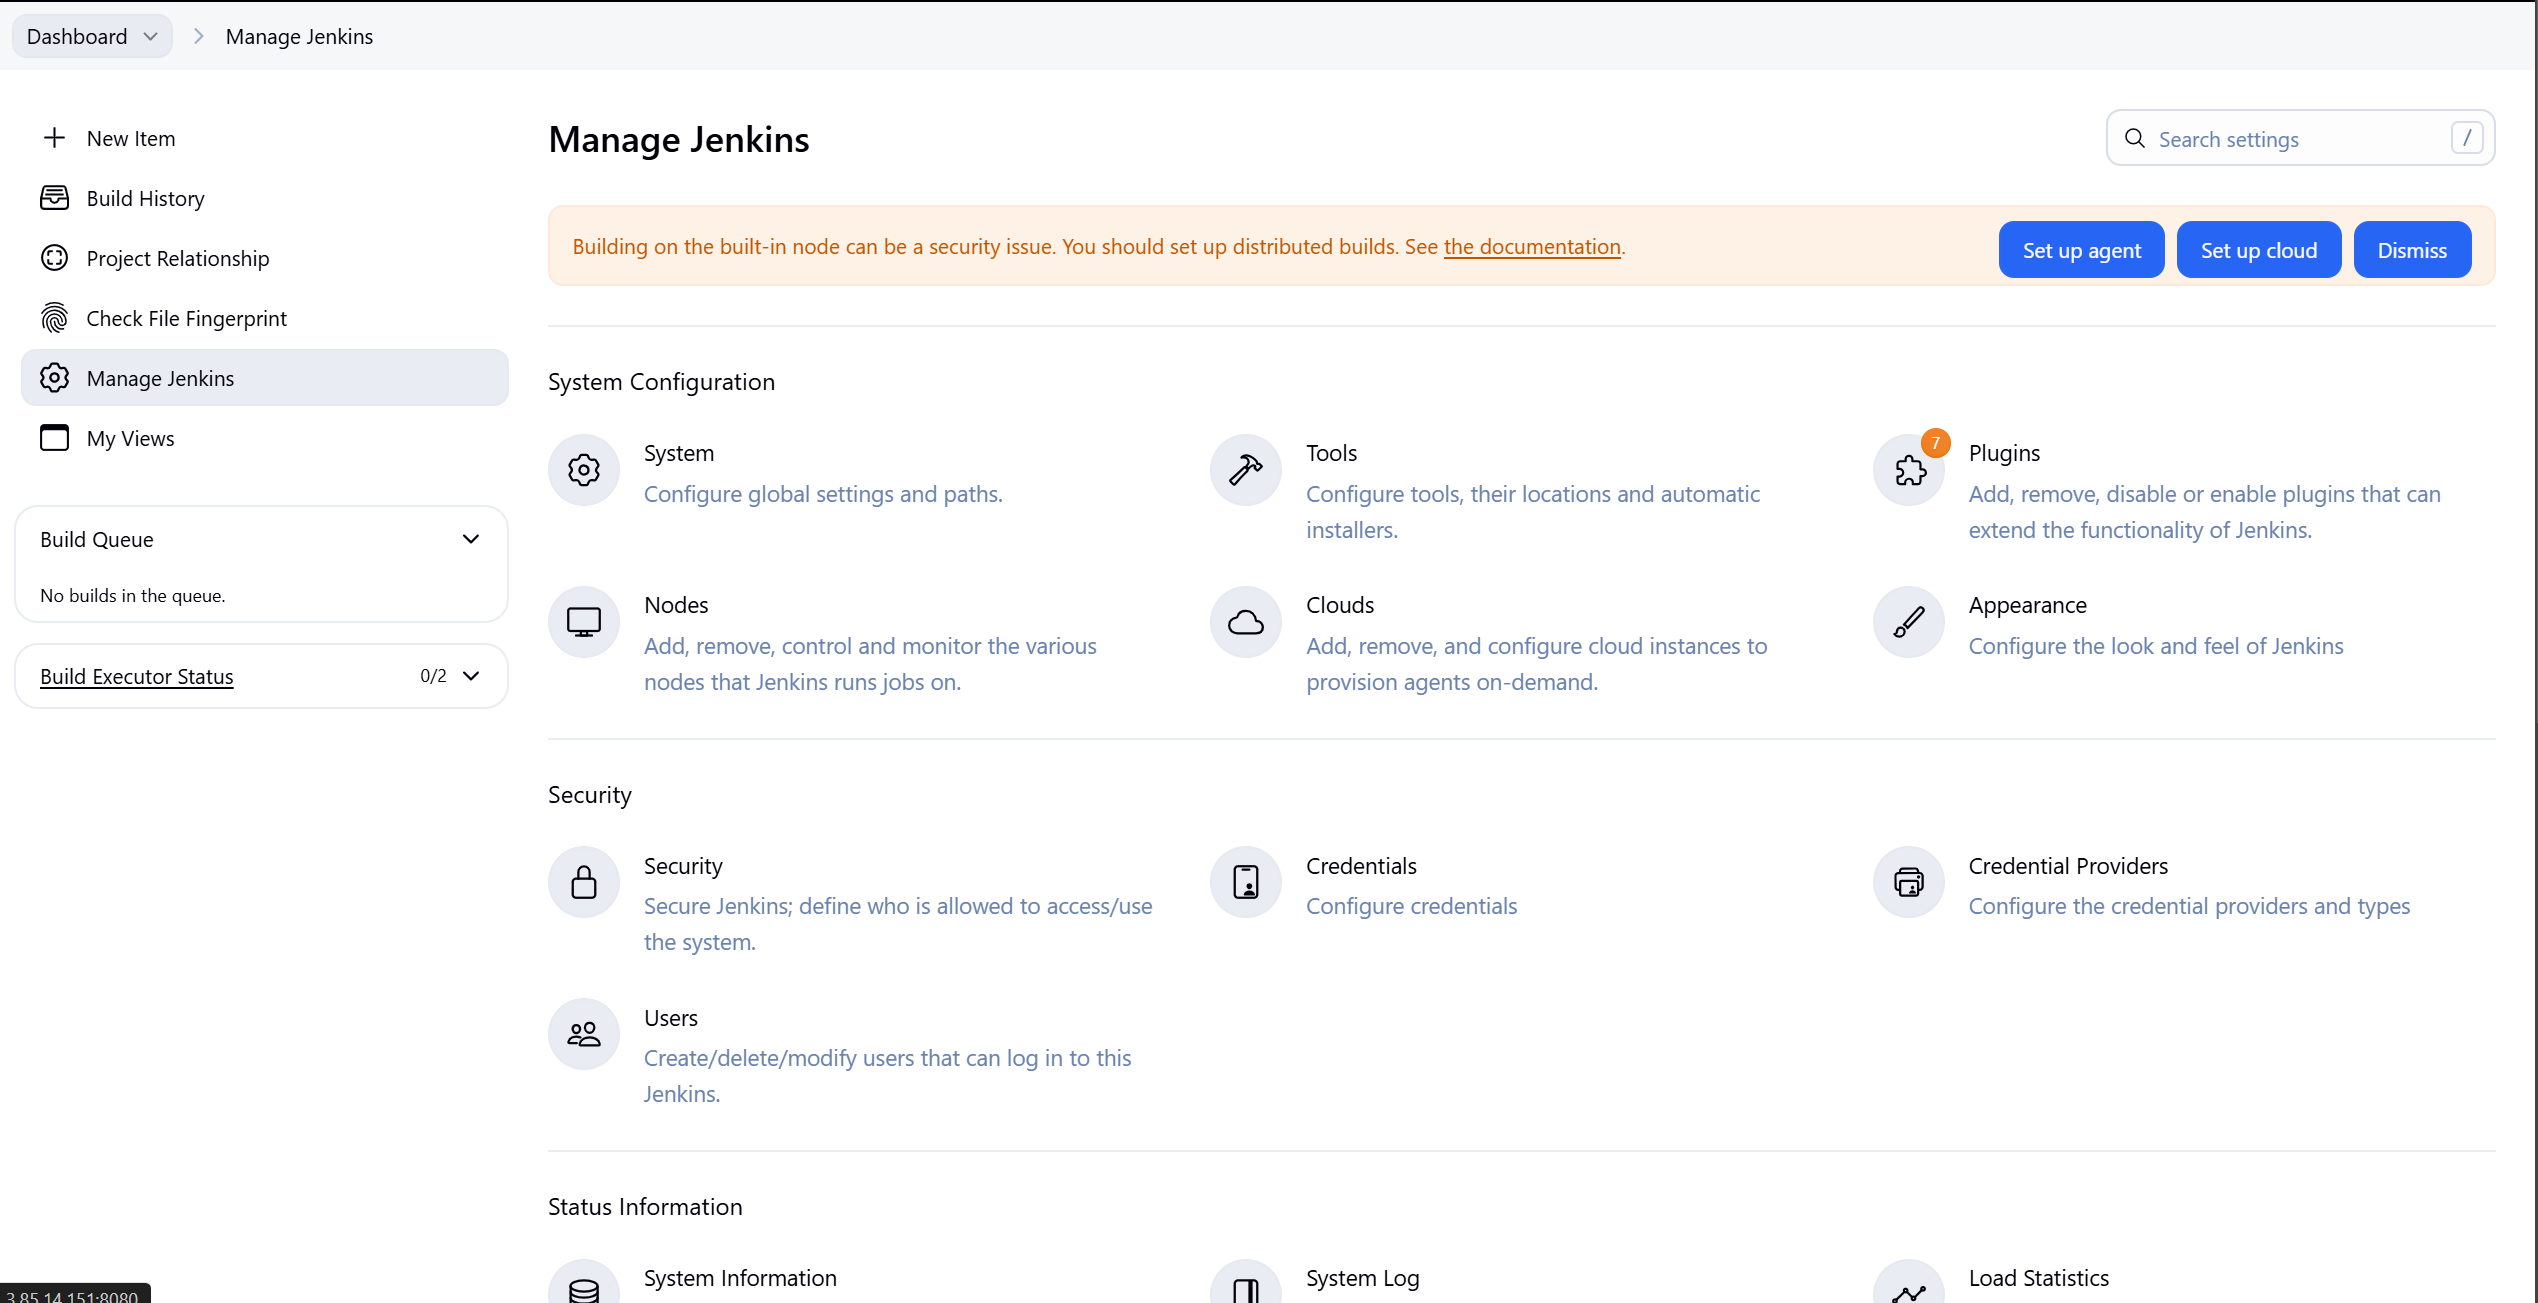 Dashboard
Manage Jenkins
New Item
Build History
Project Relationship
Check File Fingerprint
Manage Jenkins
My Views
Build Queue
No builds in the queue.
Build Executor Status
0/2
Manage Jenkins
Search settings
/
Building on the built-in node can be a security issue. You should set up distributed builds. See the documentation.
Set up agent
Set up cloud
Dismiss
System Configuration
System
Configure global settings and paths.
Tools
Configure tools, their locations and automatic
installers.
7
Plugins
Add, remove, disable or enable plugins that can
extend the functionality of Jenkins.
Nodes
Add, remove, control and monitor the various
nodes that Jenkins runs jobs on.
Clouds
Add, remove, and configure cloud instances to
provision agents on-demand.
Appearance
Configure the look and feel of Jenkins
Security
Security
Secure Jenkins; define who is allowed to access/use
the system.
Credentials
Configure credentials
Credential Providers
Configure the credential providers and types
Users
Create/delete/modify users that can log in to this
Jenkins.
Status Information
System Information
System Log
Load Statistics
3.85.14.151:8080